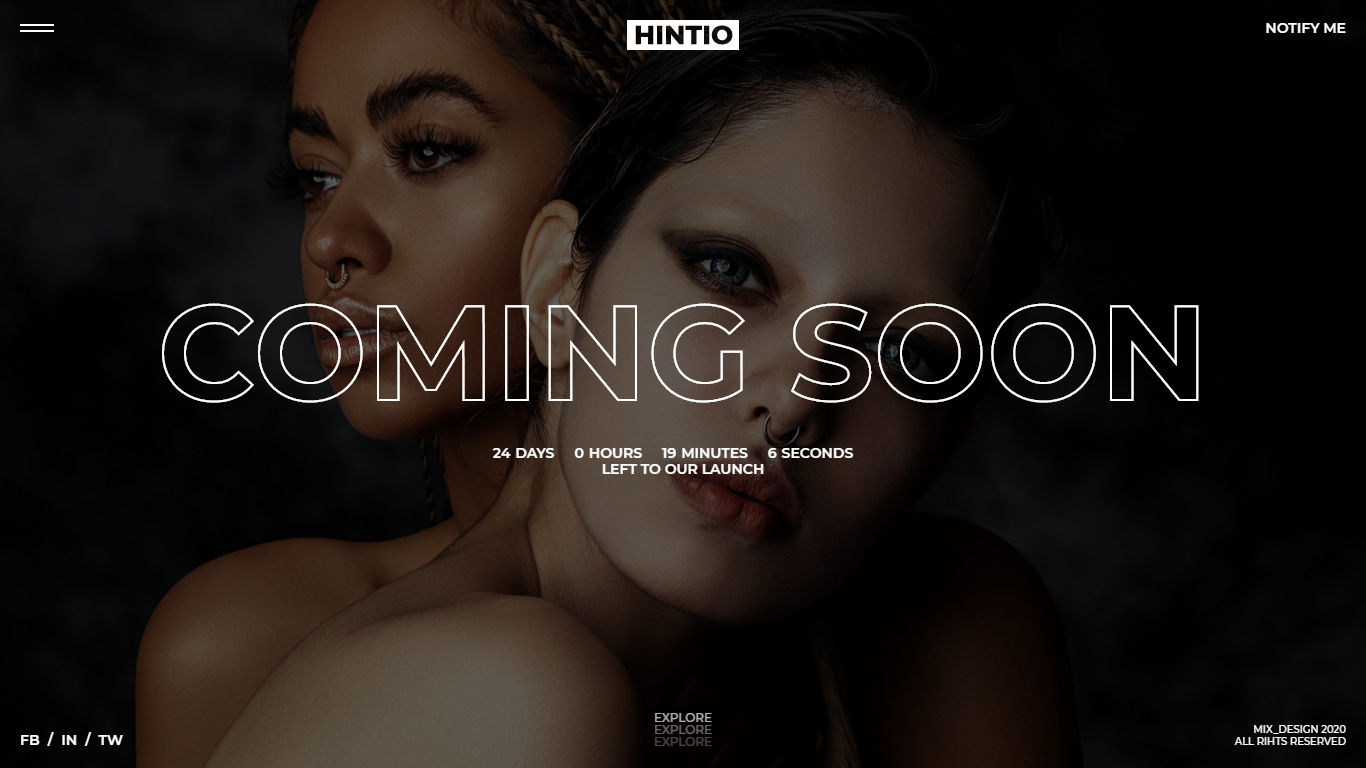 HINTIO
NOTIFY ME
COMING SOON
24 DAYS 0 HOURS 19 MINUTES 6 SECONDS
LEFT TO OUR LAUNCH
EXPLORE
EXPLORE
EXPLORE
FB / IN / TW
MIX_DESIGN 2020
ALL RIHTS RESERVED